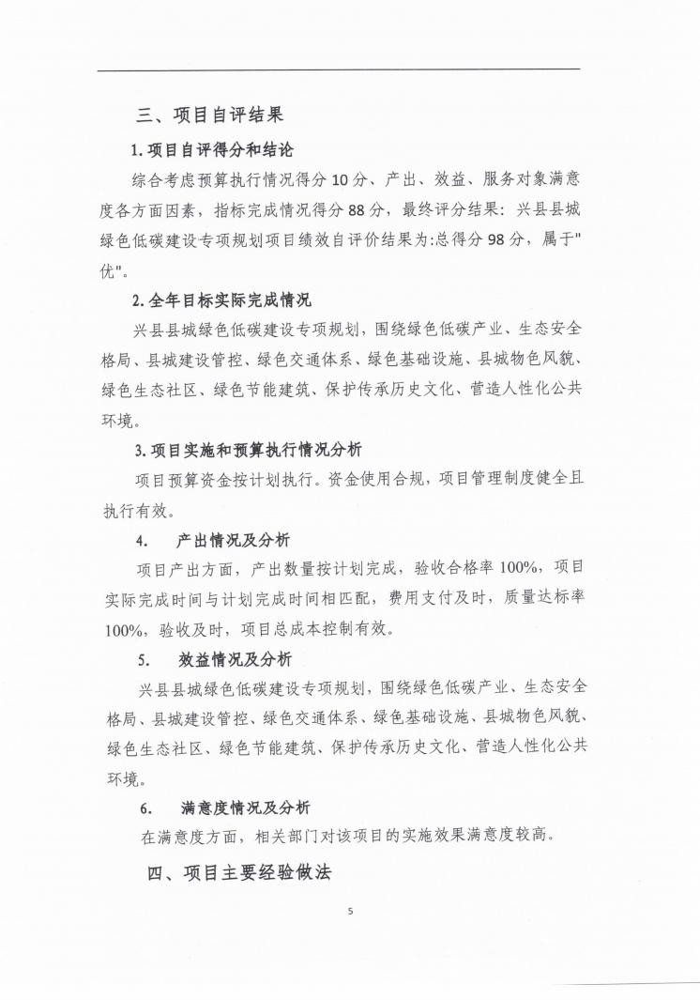 三、项目自评结果
1.项目自评得分和结论
综合考虑预算执行情况得分 10 分、产出、效益、服务对象满意
度各方面因素，指标完成情况得分 88 分，最终评分结果：兴县县城
绿色低碳建设专项规划项目绩效自评价结果为:总得分 98 分，属于"
优"。
2.全年目标实际完成情况
兴县县城绿色低碳建设专项规划，围绕绿色低碳产业、生态安全
格局、县城建设管控、绿色交通体系、绿色基础设施、县城物色风貌、
绿色生态社区、绿色节能建筑、保护传承历史文化、营造人性化公共
环境。
3.项目实施和预算执行情况分析
项目预算资金按计划执行。资金使用合规，项目管理制度健全且
执行有效。
4. 产出情况及分析
项目产出方面，产出数量按计划完成，验收合格率 100%，项目
实际完成时间与计划完成时间相匹配，费用支付及时，质量达标率
100%，验收及时，项目总成本控制有效。
5. 效益情况及分析
兴县县城绿色低碳建设专项规划，围绕绿色低碳产业、生态安全
格局、县城建设管控、绿色交通体系、绿色基础设施、县城物色风貌、
绿色生态社区、绿色节能建筑、保护传承历史文化、营造人性化公共
环境。
6. 满意度情况及分析
在满意度方面，相关部门对该项目的实施效果满意度较高。
四、项目主要经验做法
5